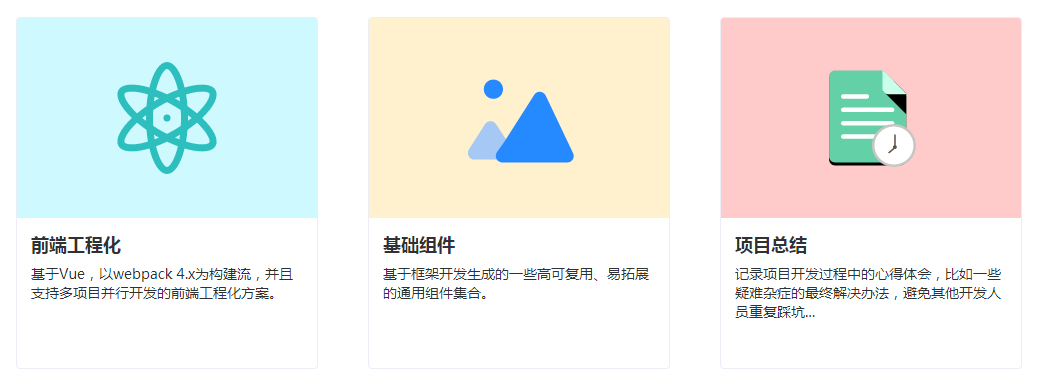 前端工程化
基于Vue，以webpack 4.x为构建流，并且
支持多项目并行开发的前端工程化方案。
基础组件
基于框架开发生成的一些高可复用、易拓展
的通用组件集合。
项目总结
记录项目开发过程中的心得体会，比如一些
疑难杂症的最终解决办法，避免其他开发人
员重复踩坑...